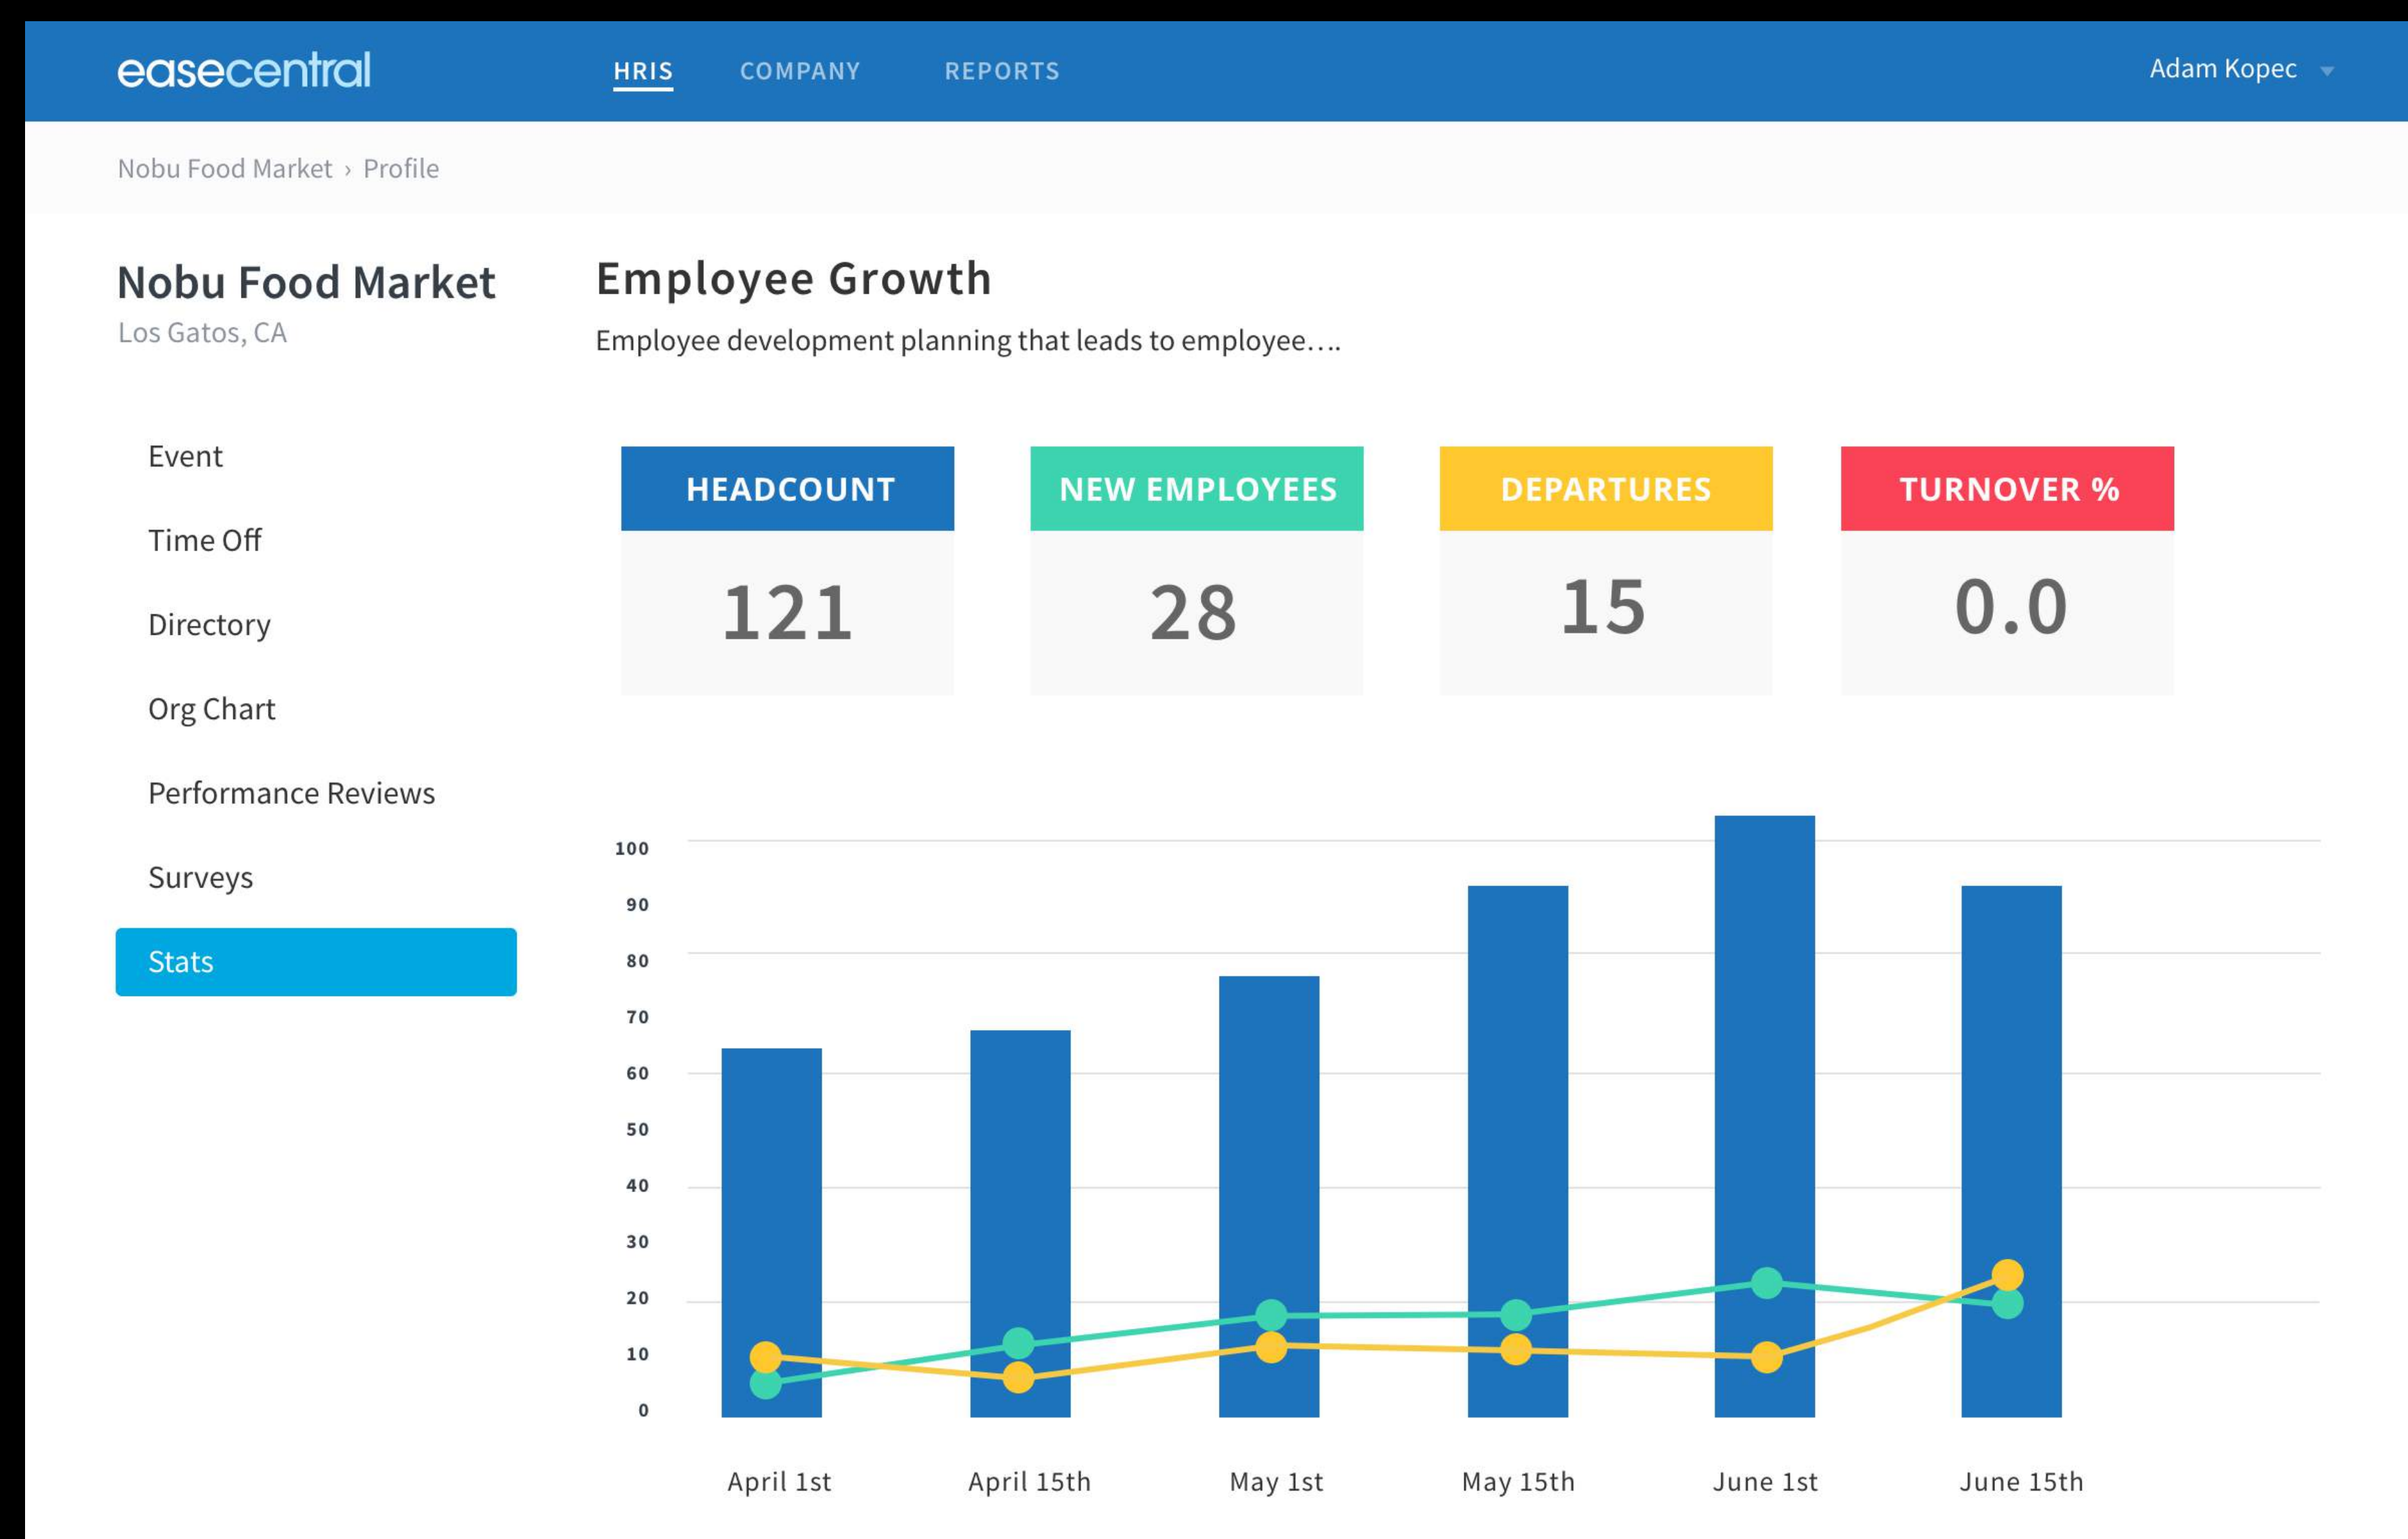 easecentral
HRIS COMPANY REPORTS
Adam Kopec
Nobu Food Market › Profile
Nobu Food Market
Los Gatos, CA
Event
Time Off
Directory
Org Chart
Performance Reviews
Surveys
Stats
Employee Growth
Employee development planning that leads to employee....
HEADCOUNT
121
NEW EMPLOYEES
28
DEPARTURES
15
TURNOVER %
0.0
100
90
80
70
60
50
40
30
20
10
0
April 1st April 15th May 1st May 15th June 1st June 15th